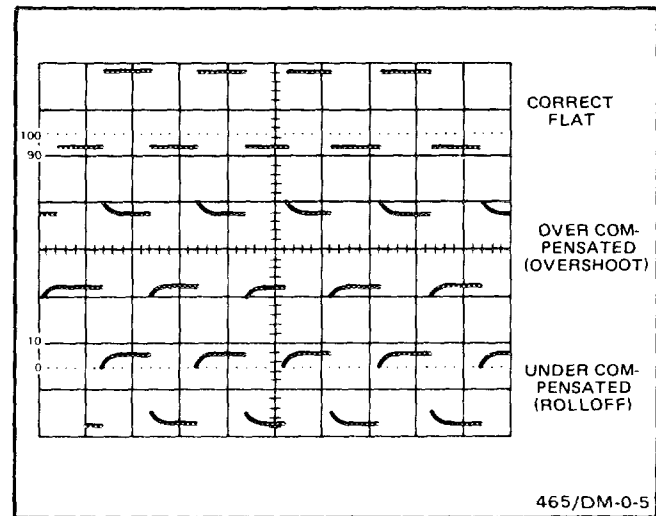 CORRECT
FLAT
100
90
OVER COM-
PENSATED
(OVERSHOOT)
10
0
UNDER COM-
PENSATED
(ROLLOFF)
465/DM-0-5